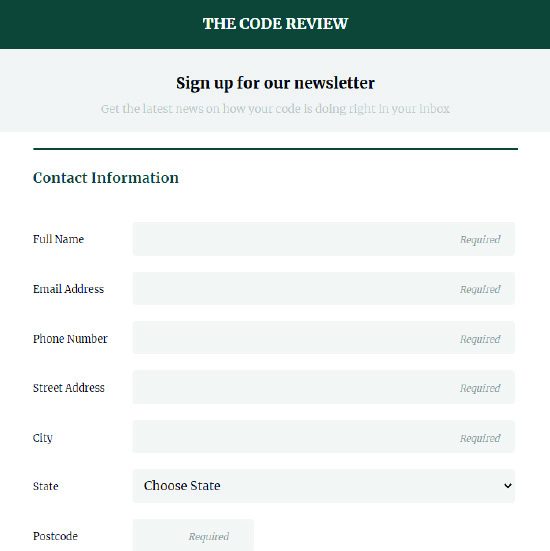 THE CODE REVIEW
Sign up for our newsletter
Get the latest news on how your code is doing right in your inbox
Contact Information
Full Name Required
Email Address Required
Phone Number Required
Street Address Required
City Required
State Choose State
Postcode Required